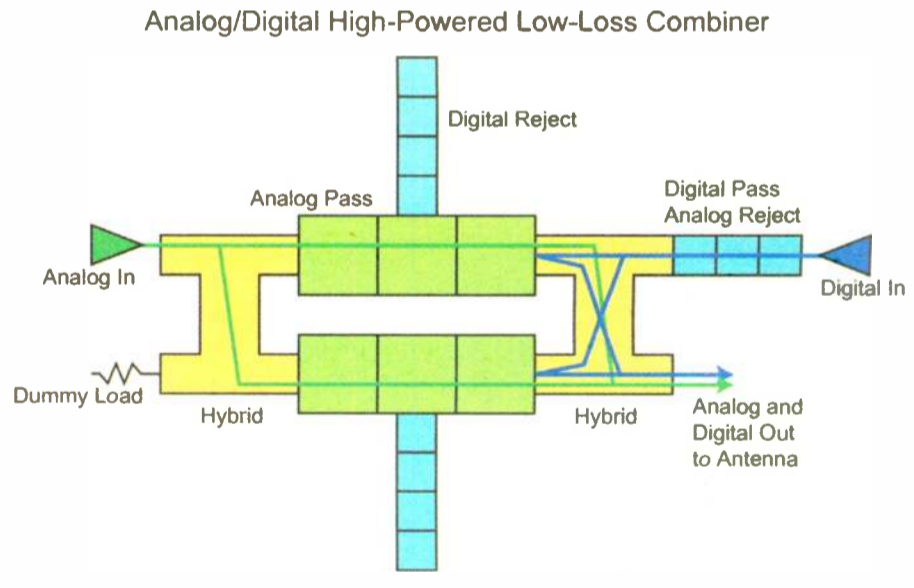 Analog/Digital High-Powered Low-Loss Combiner
Digital Reject
Analog Pass
Digital Pass
Analog Reject
Analog In
Digital In
Dummy Load
Hybrid
Hybrid
Analog and
Digital Out
to Antenna